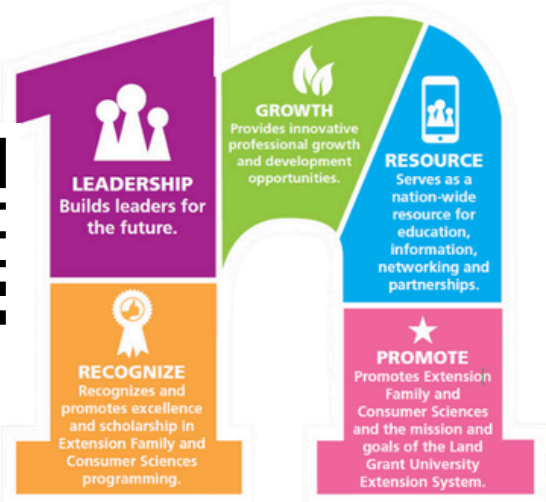 LEADERSHIP
Builds leaders for
the future.
GROWTH
Provides innovative
professional growth
and development
opportunities.
RESOURCE
Serves as a
nation-wide
resource for
education,
information,
networking and
partnerships.
RECOGNIZE
Recognizes and
promotes excellence
and scholarship in
Extension Family and
Consumer Sciences
programming.
PROMOTE
Promotes Extension
Family and
Consumer Sciences
and the mission and
goals of the Land
Grant University
Extension System.